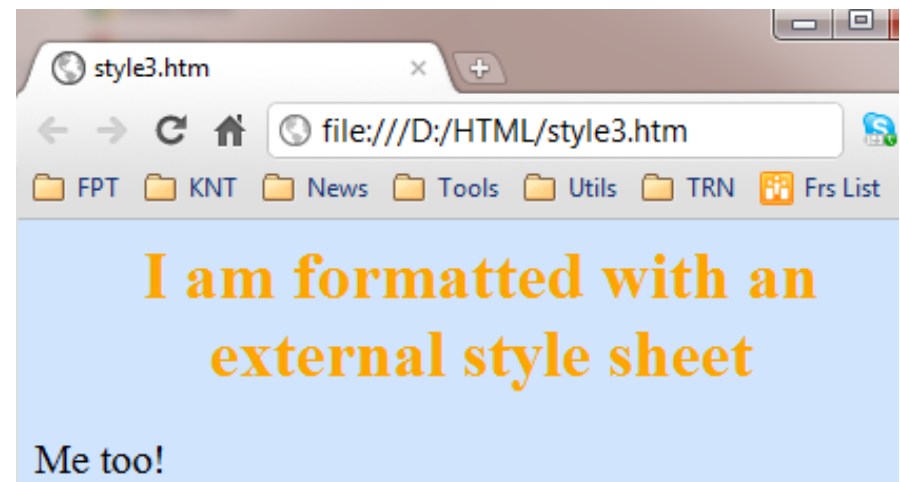 style3.htm
file:///D:/HTML/style3.htm
FPT KNT News Tools Utils TRN Frs List
I am formatted with an
external style sheet
Me too!